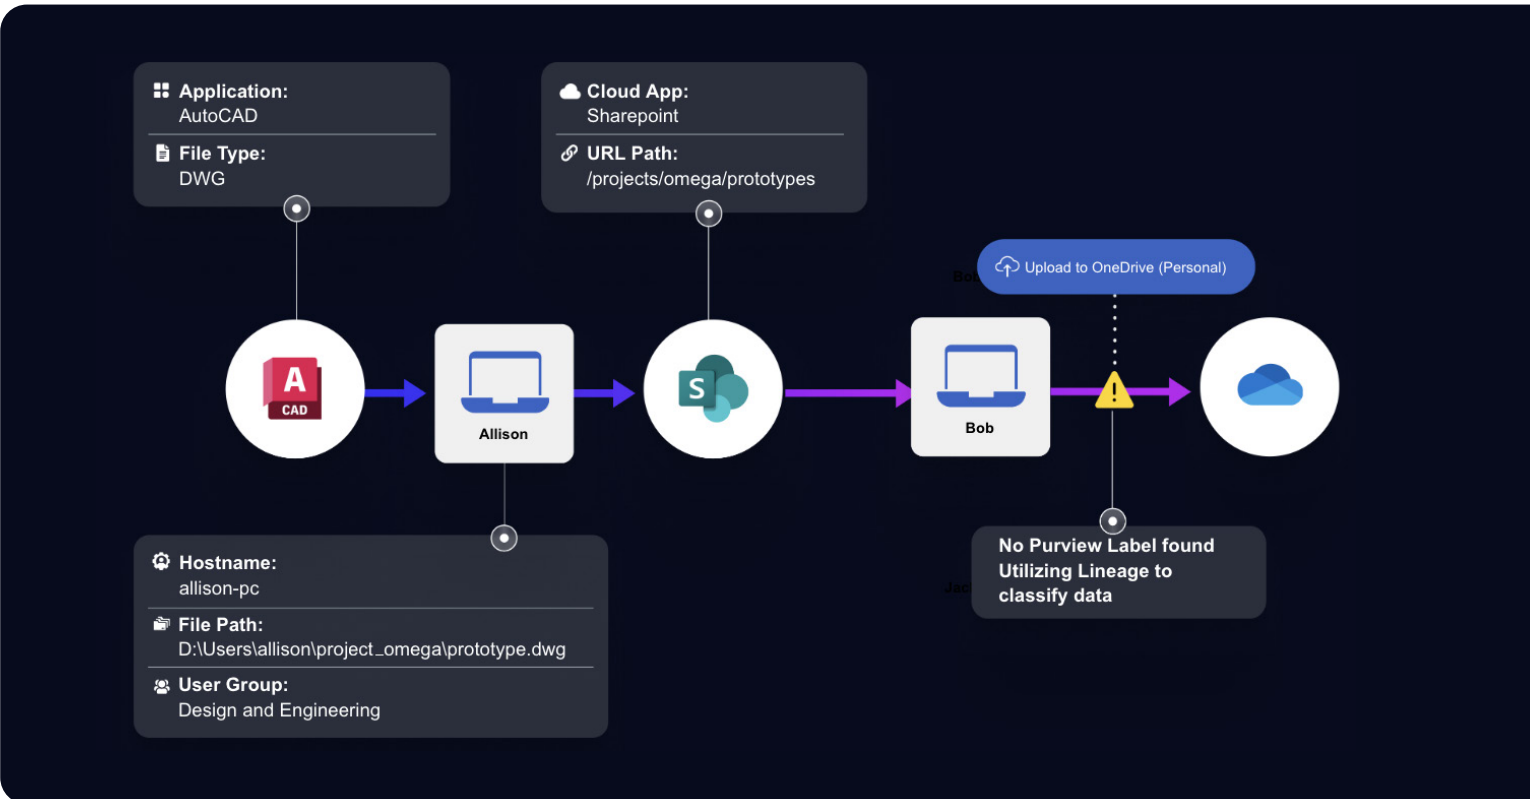 Application:
AutoCAD
File Type:
DWG
Cloud App:
Sharepoint
URL Path:
/projects/omega/prototypes
Upload to OneDrive (Personal)
A
CAD
Allison
S
Bob
Hostname:
allison-pc
File Path:
D:\Users\allison\project_omega\prototype.dwg
User Group:
Design and Engineering
No Purview Label found
Utilizing Lineage to
classify data